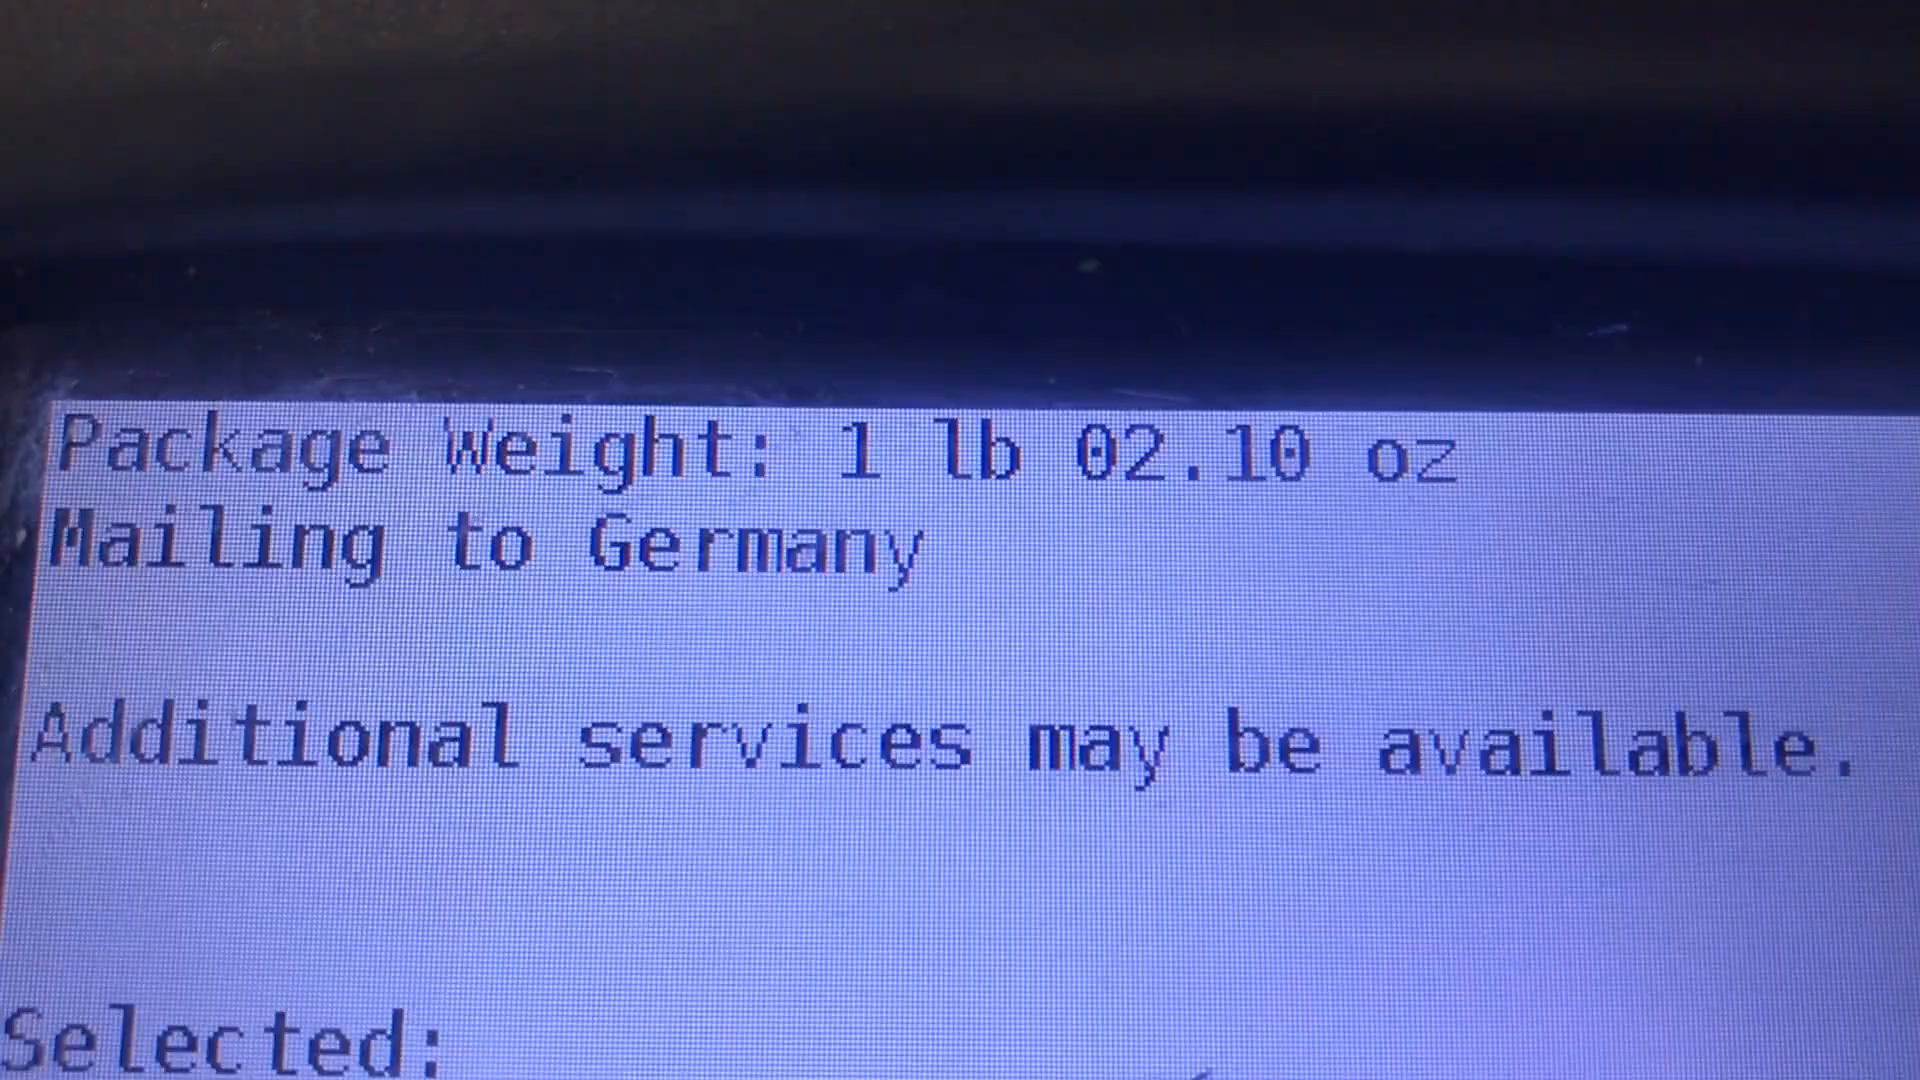 Package Weight: 1 lb 02.10 oz
Mailing to Germany
Additional services may be available.
Selected: